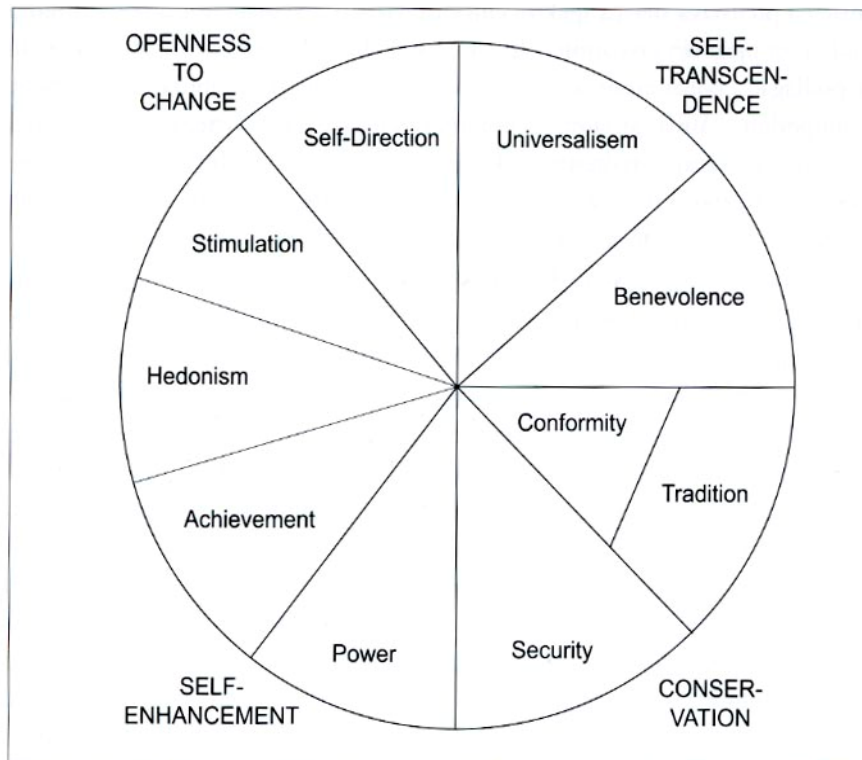 OPENNESS
TO
CHANGE
SELF-
TRANSCEN-
DENCE
Self-Direction
Universalisem
Stimulation
Benevolence
Hedonism
Conformity
Tradition
Achievement
Power
Security
SELF-
ENHANCEMENT
CONSER-
VATION